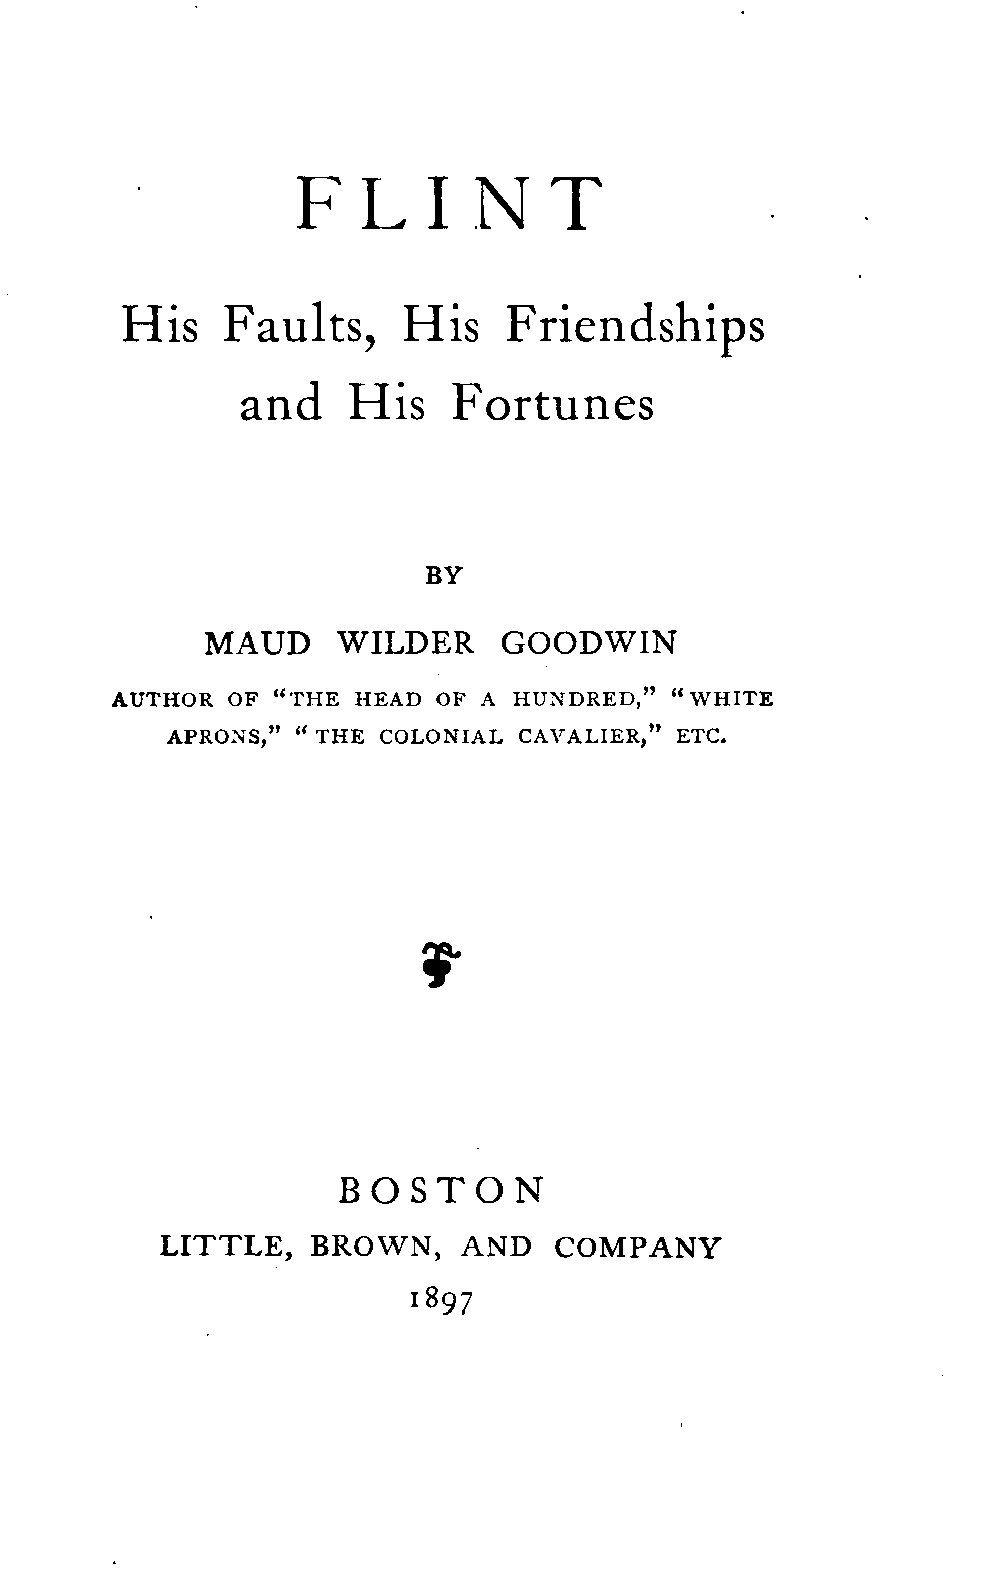 FLINT
His Faults, His Friendships
and His Fortunes
BY
MAUD WILDER GOODWIN
AUTHOR OF “THE HEAD OF A HUNDRED,” “WHITE
APRONS,” “THE COLONIAL CAVALIER,” ETC.
BOSTON
LITTLE, BROWN, AND COMPANY
1897